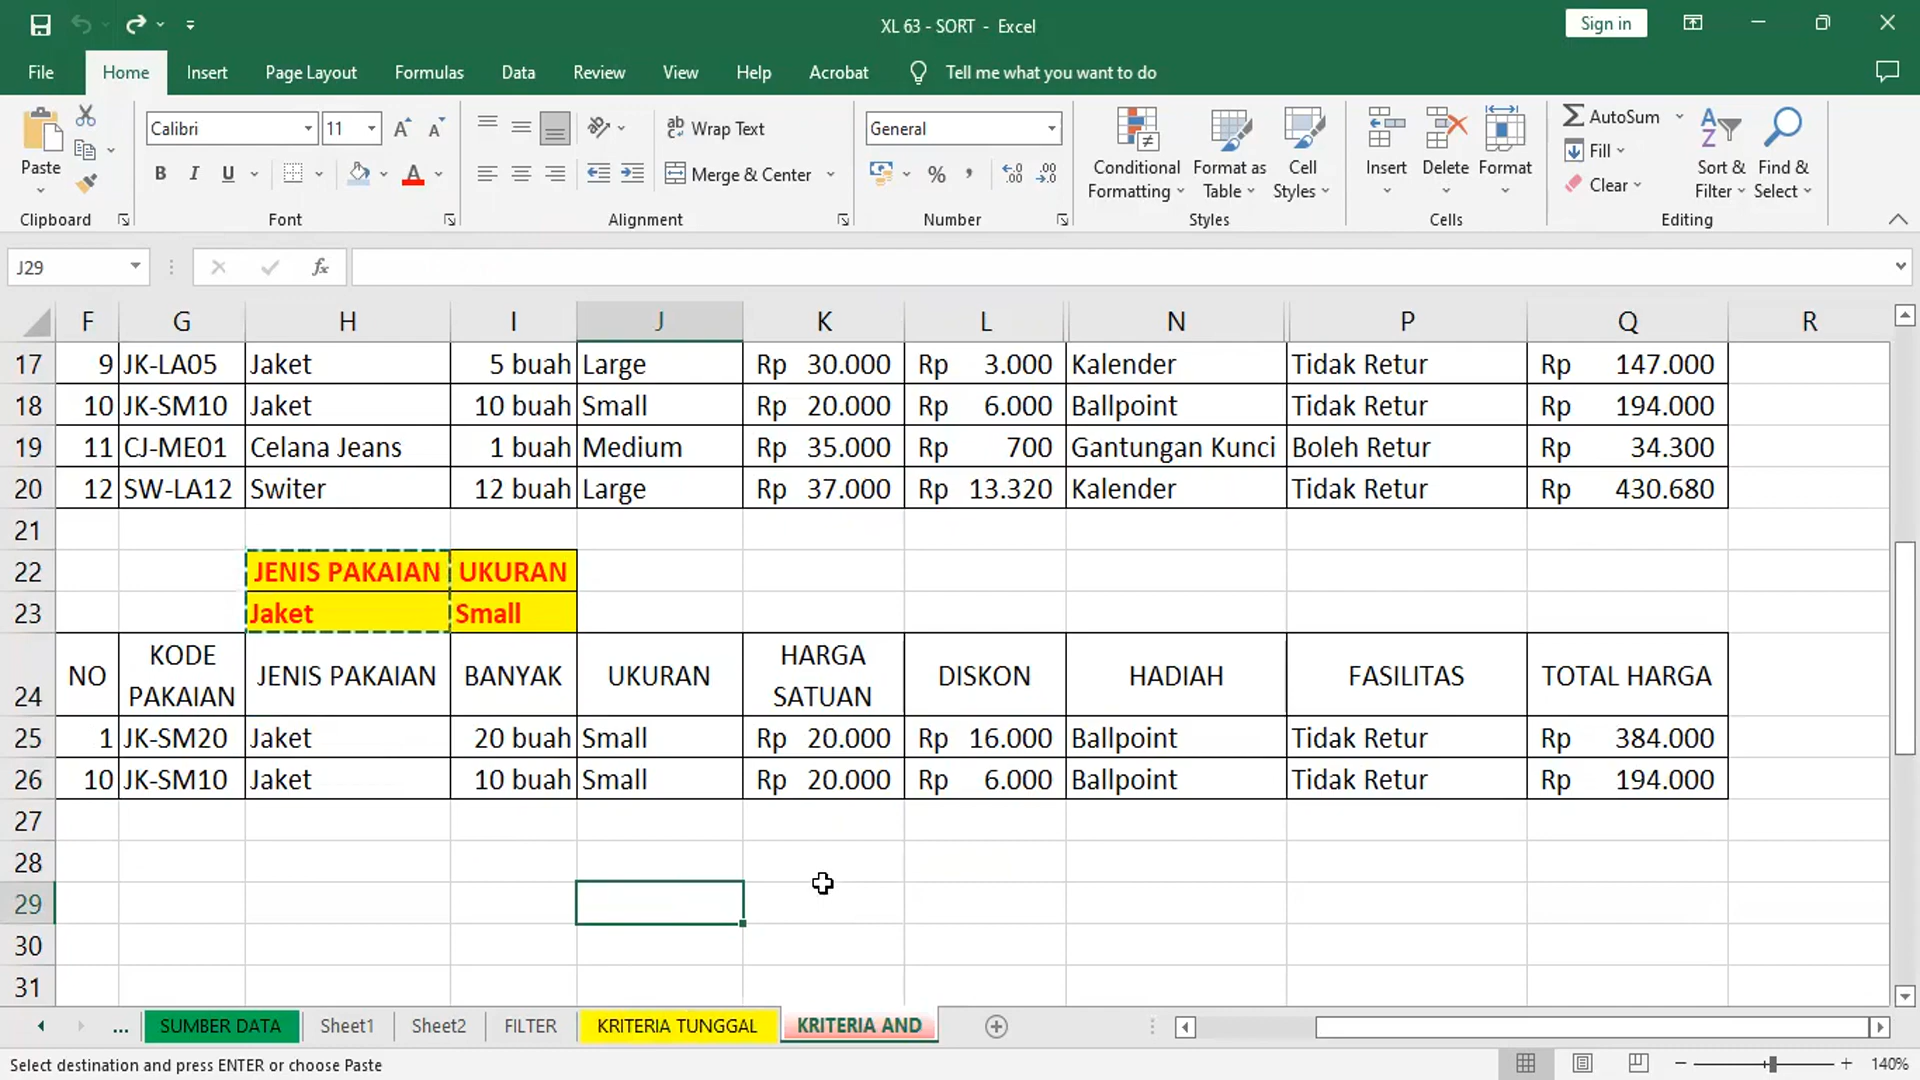 XL 63 - SORT - Excel
Sign in
File Home Insert Page Layout Formulas Data Review View Help Acrobat Tell me what you want to do
Paste
Clipboard
Calibri 11
B I U
Font
Wrap Text
Merge & Center
Alignment
General
%
Number
Conditional Formatting
Format as Table
Cell Styles
Styles
Insert
Delete
Format
Cells
AutoSum
Fill
Clear
Sort & Filter
Find & Select
Editing
J29 fx
F G H I J K L N P Q R
17 9 JK-LA05 Jaket 5 buah Large Rp 30.000 Rp 3.000 Kalender Tidak Retur Rp 147.000
18 10 JK-SM10 Jaket 10 buah Small Rp 20.000 Rp 6.000 Ballpoint Tidak Retur Rp 194.000
19 11 CJ-ME01 Celana Jeans 1 buah Medium Rp 35.000 Rp 700 Gantungan Kunci Boleh Retur Rp 34.300
20 12 SW-LA12 Switer 12 buah Large Rp 37.000 Rp 13.320 Kalender Tidak Retur Rp 430.680
21
22 JENIS PAKAIAN UKURAN
23 Jaket Small
24 NO KODE PAKAIAN JENIS PAKAIAN BANYAK UKURAN HARGA SATUAN DISKON HADIAH FASILITAS TOTAL HARGA
25 1 JK-SM20 Jaket 20 buah Small Rp 20.000 Rp 16.000 Ballpoint Tidak Retur Rp 384.000
26 10 JK-SM10 Jaket 10 buah Small Rp 20.000 Rp 6.000 Ballpoint Tidak Retur Rp 194.000
27
28
29
30
31
... SUMBER DATA Sheet1 Sheet2 FILTER KRITERIA TUNGGAL KRITERIA AND
Select destination and press ENTER or choose Paste
140%